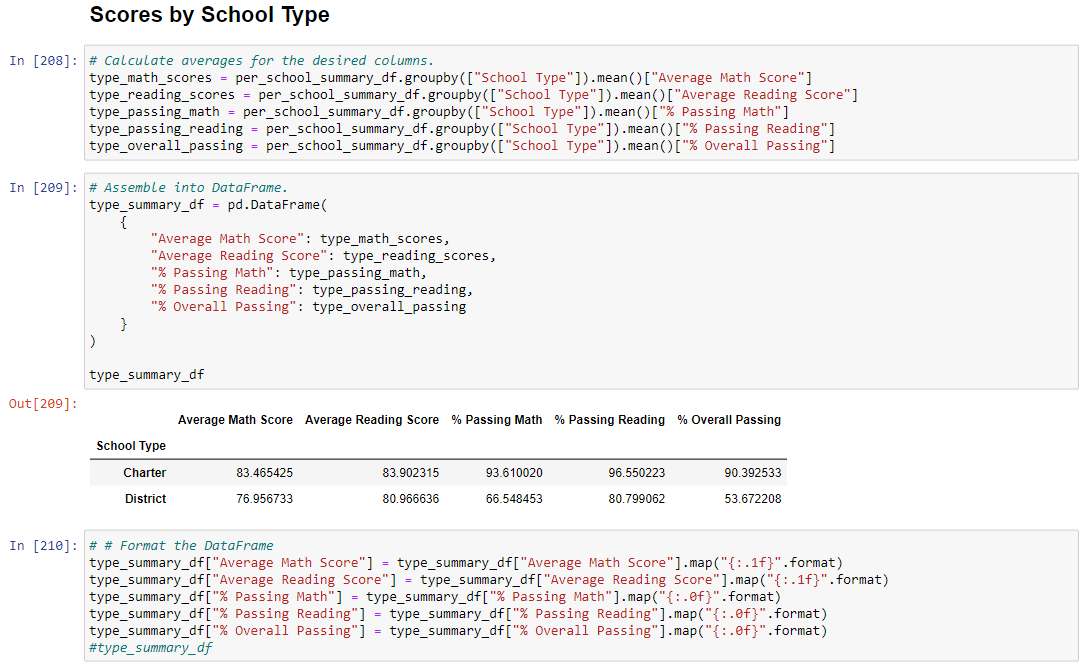 Scores by School Type
In [208]: # Calculate averages for the desired columns.
type_math_scores = per_school_summary_df.groupby(["School Type"]).mean()["Average Math Score"]
type_reading_scores = per_school_summary_df.groupby(["School Type"]).mean()["Average Reading Score"]
type_passing_math = per_school_summary_df.groupby(["School Type"]).mean()["% Passing Math"]
type_passing_reading = per_school_summary_df.groupby(["School Type"]).mean()["% Passing Reading"]
type_overall_passing = per_school_summary_df.groupby(["School Type"]).mean()["% Overall Passing"]
In [209]: # Assemble into DataFrame.
type_summary_df = pd.DataFrame(
    {
        "Average Math Score": type_math_scores,
        "Average Reading Score": type_reading_scores,
        "% Passing Math": type_passing_math,
        "% Passing Reading": type_passing_reading,
        "% Overall Passing": type_overall_passing
    }
)
type_summary_df
Out[209]:
Average Math Score Average Reading Score % Passing Math % Passing Reading % Overall Passing
School Type
Charter 83.465425 83.902315 93.610020 96.550223 90.392533
District 76.956733 80.966636 66.548453 80.799062 53.672208
In [210]: # # Format the DataFrame
type_summary_df["Average Math Score"] = type_summary_df["Average Math Score"].map("{:.1f}".format)
type_summary_df["Average Reading Score"] = type_summary_df["Average Reading Score"].map("{:.1f}".format)
type_summary_df["% Passing Math"] = type_summary_df["% Passing Math"].map("{:.0f}".format)
type_summary_df["% Passing Reading"] = type_summary_df["% Passing Reading"].map("{:.0f}".format)
type_summary_df["% Overall Passing"] = type_summary_df["% Overall Passing"].map("{:.0f}".format)
#type_summary_df